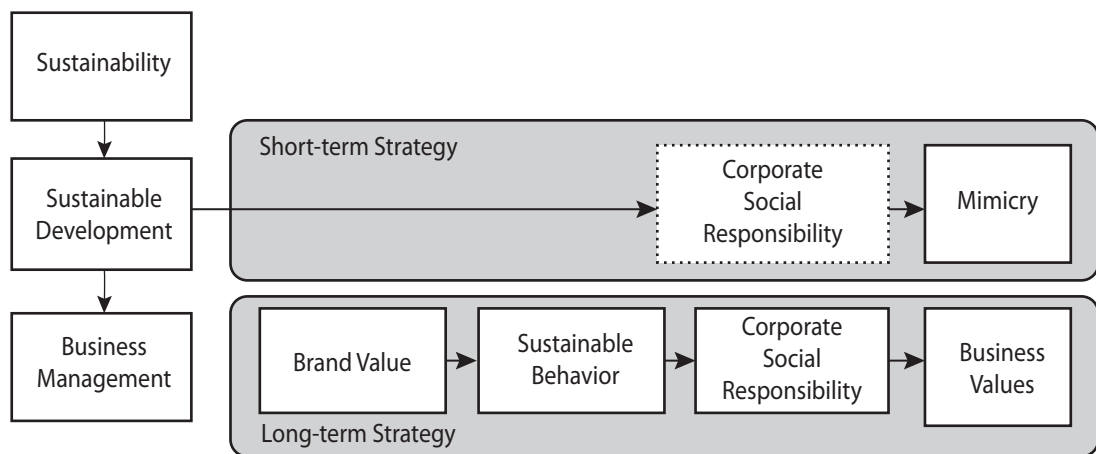 Sustainability
Short-term Strategy
Sustainable
Development
Corporate
Social
Responsibility
Mimicry
Business
Management
Brand Value
Sustainable
Behavior
Corporate
Social
Responsibility
Business
Values
Long-term Strategy